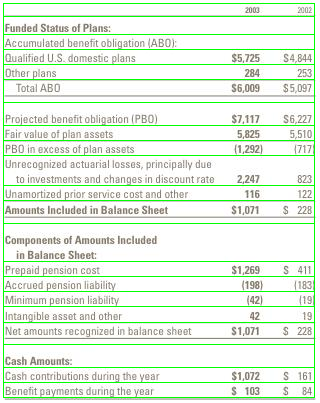 2003 2002
Funded Status of Plans:
Accumulated benefit obligation (ABO):
Qualified U.S. domestic plans $5,725 $4,844
Other plans 284 253
Total ABO $6,009 $5,097
Projected benefit obligation (PBO) $7,117 $6,227
Fair value of plan assets 5,825 5,510
PBO in excess of plan assets (1,292) (717)
Unrecognized actuarial losses, principally due
to investments and changes in discount rate 2,247 823
Unamortized prior service cost and other 116 122
Amounts Included in Balance Sheet $1,071 $ 228
Components of Amounts Included
in Balance Sheet:
Prepaid pension cost $1,269 $ 411
Accrued pension liability (198) (183)
Minimum pension liability (42) (19)
Intangible asset and other 42 19
Net amounts recognized in balance sheet $1,071 $ 228
Cash Amounts:
Cash contributions during the year $1,072 $ 161
Benefit payments during the year $ 103 $ 84